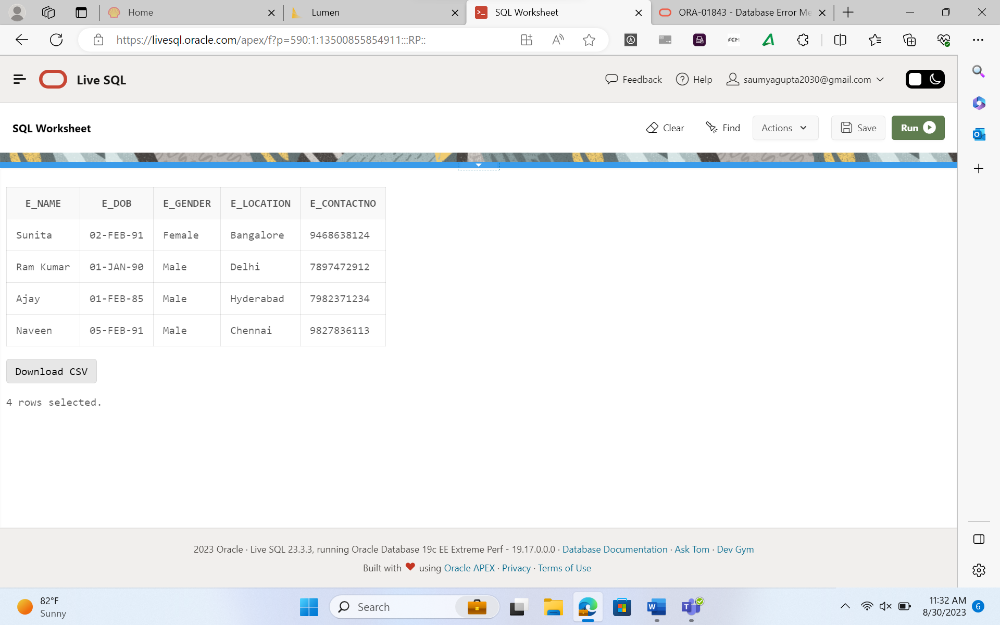 Home
Lumen
SQL Worksheet
ORA-01843 - Database Error Me
https://livesql.oracle.com/apex/f?p=590:1:13500855854911:::RP::
FCM
Live SQL
Feedback
Help
saumyagupta2030@gmail.com
SQL Worksheet
Clear
Find
Actions
Save
Run
E_NAME E_DOB E_GENDER E_LOCATION E_CONTACTNO
Sunita 02-FEB-91 Female Bangalore 9468638124
Ram Kumar 01-JAN-90 Male Delhi 7897472912
Ajay 01-FEB-85 Male Hyderabad 7982371234
Naveen 05-FEB-91 Male Chennai 9827836113
Download CSV
4 rows selected.
2023 Oracle · Live SQL 23.3.3, running Oracle Database 19c EE Extreme Perf - 19.17.0.0.0 · Database Documentation · Ask Tom · Dev Gym
Built with ❤ using Oracle APEX · Privacy · Terms of Use
82°F
Sunny
Search
11:32 AM
8/30/2023
6